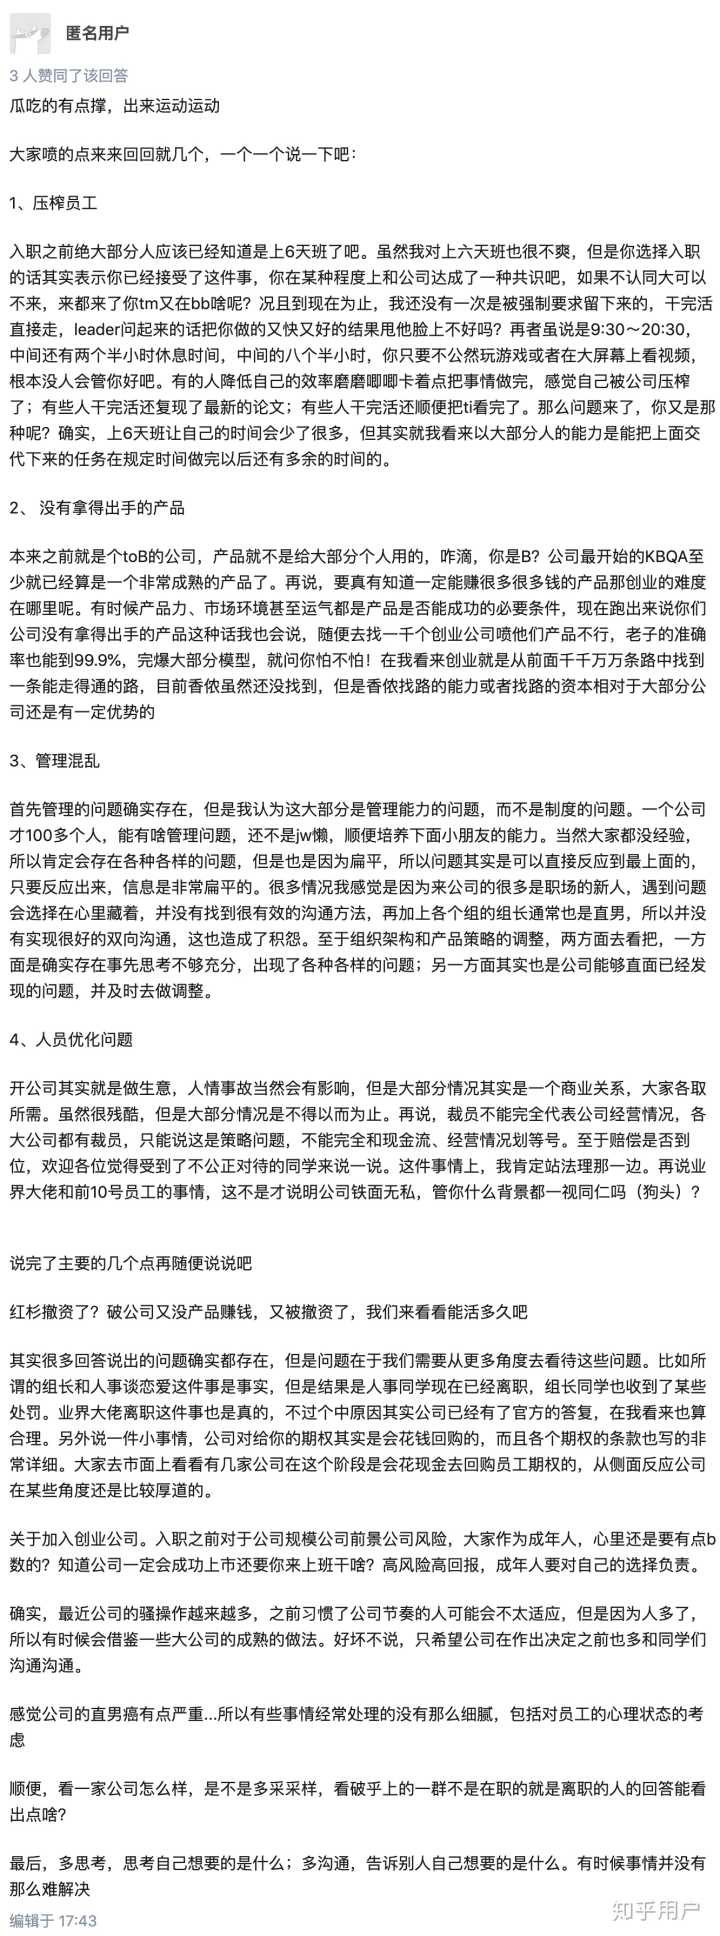 匿名用户
3 人赞同了该回答
瓜吃的有点撑，出来运动运动
大家喷的点来来回回就几个，一个一个说一下吧：
1、压榨员工
入职之前绝大部分人应该已经知道是上6天班了吧。虽然我对上六天班也很不爽，但是你选择入职
的话其实表示你已经接受了这件事，你在某种程度上和公司达成了一种共识吧，如果不认同大可以
不来，来都来了你tm又在bb啥呢？况且到现在为止，我还没有一次是被强制要求留下来的，干完活
直接走，leader问起来的话把你做的又快又好的结果甩他脸上不好吗？再者虽说是9:30～20:30，
中间还有两个半小时休息时间，中间的八个半小时，你只要不公然玩游戏或者在大屏幕上看视频，
根本没人会管你好吧。有的人降低自己的效率磨磨唧唧卡着点把事情做完，感觉自己被公司压榨
了；有些人干完活还复现了最新的论文；有些人干完活还顺便把ti看完了。那么问题来了，你又是那
种呢？确实，上6天班让自己的时间会少了很多，但其实就我看来以大部分人的能力是能把上面交
代下来的任务在规定时间做完以后还有多余的时间的。
2、 没有拿得出手的产品
本来之前就是个toB的公司，产品就不是给大部分个人用的，咋滴，你是B？公司最开始的KBQA至
少就已经算是一个非常成熟的产品了。再说，要真有知道一定能赚很多很多钱的产品那创业的难度
在哪里呢。有时候产品力、市场环境甚至运气都是产品是否能成功的必要条件，现在跑出来说你们
公司没有拿得出手的产品这种话我也会说，随便去找一千个创业公司喷他们产品不行，老子的准确
率也能到99.9%，完爆大部分模型，就问你怕不怕！在我看来创业就是从前面千千万万条路中找到
一条能走得通的路，目前香侬虽然还没找到，但是香侬找路的能力或者找路的资本相对于大部分公
司还是有一定优势的
3、管理混乱
首先管理的问题确实存在，但是我认为这大部分是管理能力的问题，而不是制度的问题。一个公司
才100多个人，能有啥管理问题，还不是jw懒，顺便培养下面小朋友的能力。当然大家都没经验，
所以肯定会存在各种各样的问题，但是也是因为扁平，所以问题其实是可以直接反应到最上面的，
只要反应出来，信息是非常扁平的。很多情况我感觉是因为来公司的很多是职场的新人，遇到问题
会选择在心里藏着，并没有找到很有效的沟通方法，再加上各个组的组长通常也是直男，所以并没
有实现很好的双向沟通，这也造成了积怨。至于组织架构和产品策略的调整，两方面去看把，一方
面是确实存在事先思考不够充分，出现了各种各样的问题；另一方面其实也是公司能够直面已经发
现的问题，并及时去做调整。
4、人员优化问题
开公司其实就是做生意，人情事故当然会有影响，但是大部分情况其实是一个商业关系，大家各取
所需。虽然很残酷，但是大部分情况是不得以而为止。再说，裁员不能完全代表公司经营情况，各
大公司都有裁员，只能说这是策略问题，不能完全和现金流、经营情况划等号。至于赔偿是否到
位，欢迎各位觉得受到了不公正对待的同学来说一说。这件事情上，我肯定站法理那一边。再说业
界大佬和前10号员工的事情，这不是才说明公司铁面无私，管你什么背景都一视同仁吗（狗头）?
说完了主要的几个点再随便说说吧
红杉撤资了？破公司又没产品赚钱，又被撤资了，我们来看看能活多久吧
其实很多回答说出的问题确实都存在，但是问题在于我们需要从更多角度去看待这些问题。比如所
谓的组长和人事谈恋爱这件事是事实，但是结果是人事同学现在已经离职，组长同学也收到了某些
处罚。业界大佬离职这件事也是真的，不过个中原因其实公司已经有了官方的答复，在我看来也算
合理。另外说一件小事情，公司对给你的期权其实是会花钱回购的，而且各个期权的条款也写的非
常详细。大家去市面上看看有几家公司在这个阶段是会花现金去回购员工期权的，从侧面反应公司
在某些角度还是比较厚道的。
关于加入创业公司。入职之前对于公司规模公司前景公司风险，大家作为成年人，心里还是要有点b
数的？知道公司一定会成功上市还要你来上班干啥？高风险高回报，成年人要对自己的选择负责。
确实，最近公司的骚操作越来越多，之前习惯了公司节奏的人可能会不太适应，但是因为人多了，
所以有时候会借鉴一些大公司的成熟的做法。好坏不说，只希望公司在作出决定之前也多和同学们
沟通沟通。
感觉公司的直男癌有点严重...所以有些事情经常处理的没有那么细腻，包括对员工的心理状态的考
虑
顺便，看一家公司怎么样，是不是多采采样，看破乎上的一群不是在职的就是离职的人的回答能看
出点啥?
最后，多思考，思考自己想要的是什么；多沟通，告诉别人自己想要的是什么。有时候事情并没有
那么难解决
编辑于 17:43
知乎用户